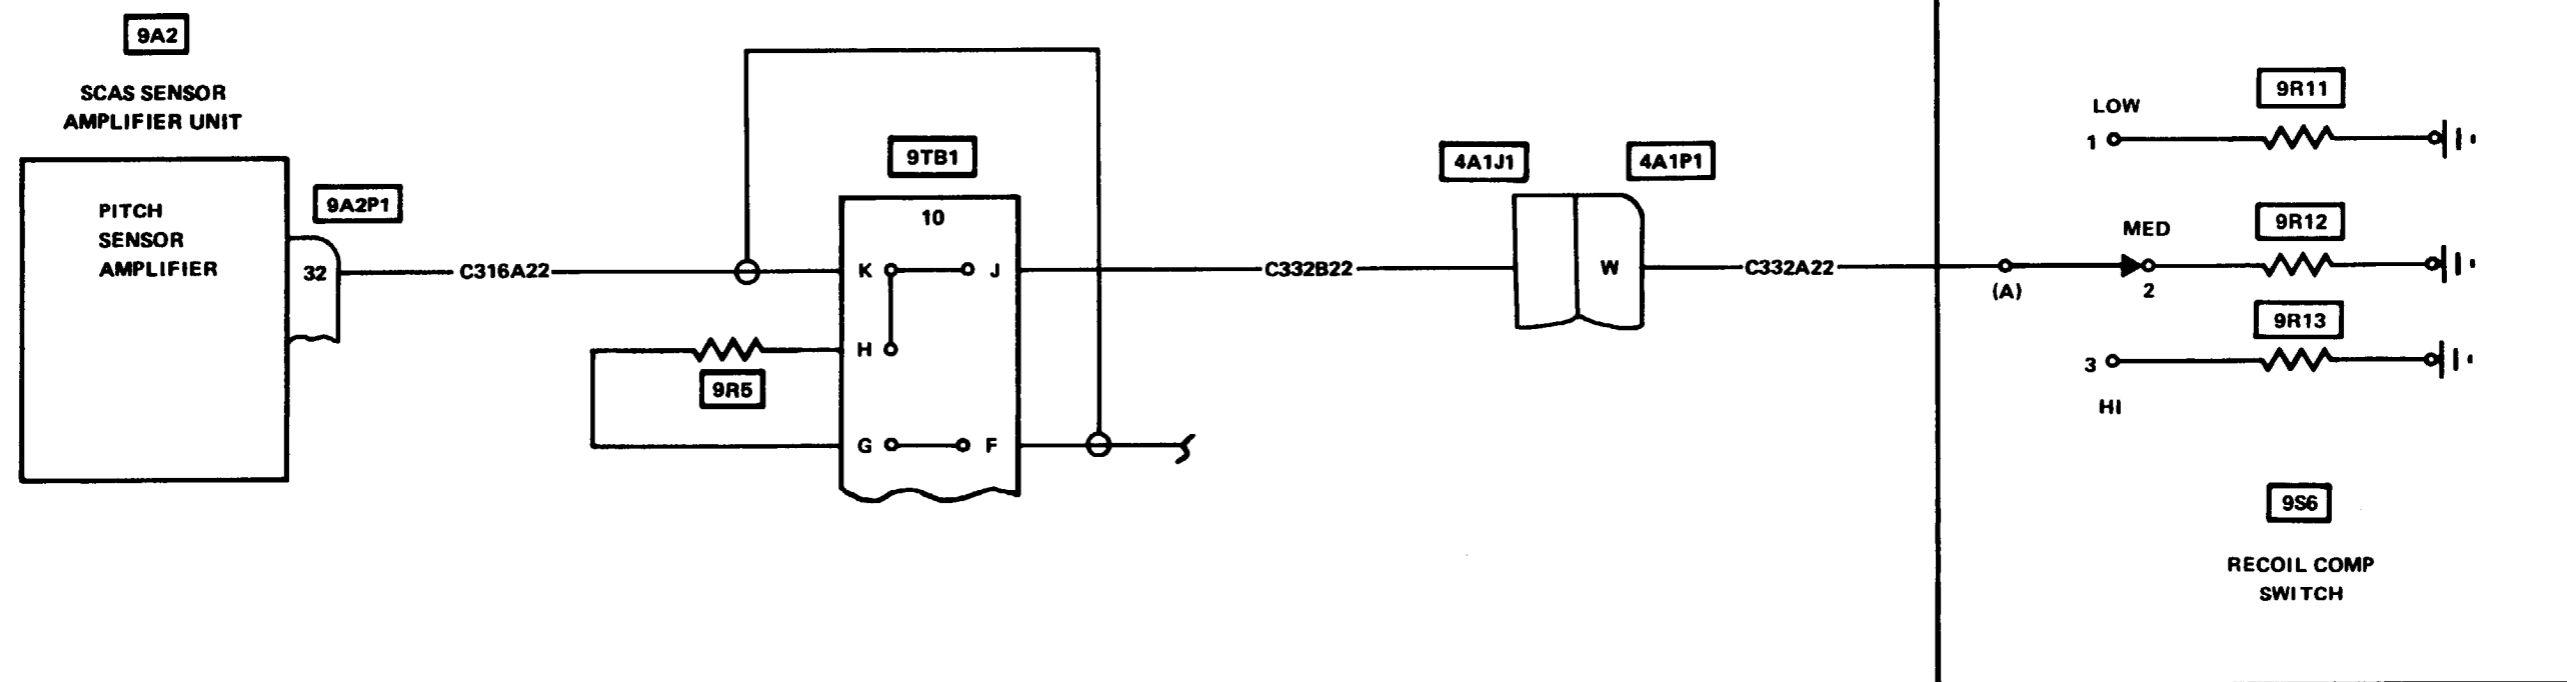 9A2
SCAS SENSOR
AMPLIFIER UNIT
PITCH
SENSOR
AMPLIFIER
9A2P1
32
C316A22
9TB1
10
K
J
H
9R5
G
F
C332B22
4A1J1
4A1P1
W
C332A22
(A)
LOW
1
9R11
MED
2
9R12
3
HI
9R13
9S6
RECOIL COMP
SWITCH